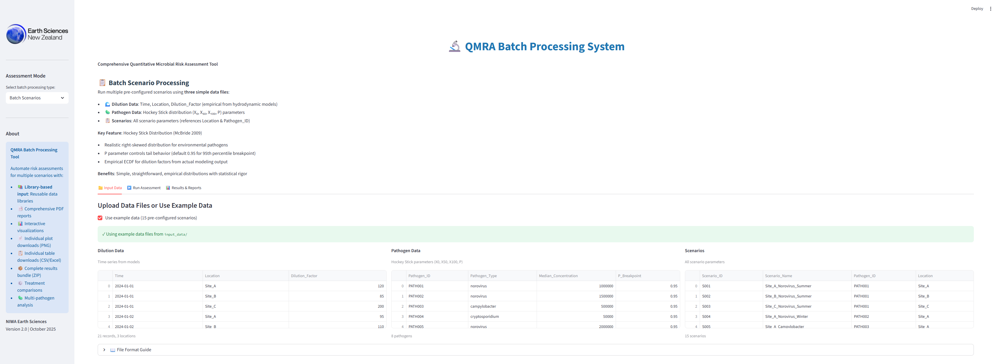 Deploy
Earth Sciences
New Zealand
Assessment Mode
Select batch processing type:
Batch Scenarios
About
QMRA Batch Processing
Tool
Automate risk assessments
for multiple scenarios with:
• Library-based
input: Reusable data
libraries
• Comprehensive PDF
reports
• Interactive
visualizations
• Individual plot
downloads (PNG)
• Individual table
downloads (CSV/Excel)
• Complete results
bundle (ZIP)
• Treatment
comparisons
• Multi-pathogen
analysis
NIWA Earth Sciences
Version 2.0 | October 2025
QMRA Batch Processing System
Comprehensive Quantitative Microbial Risk Assessment Tool
Batch Scenario Processing
Run multiple pre-configured scenarios using three simple data files:
• Dilution Data: Time, Location, Dilution_Factor (empirical from hydrodynamic models)
• Pathogen Data: Hockey Stick distribution (X₀, X₅₀, X₁₀₀, P) parameters
• Scenarios: All scenario parameters (references Location & Pathogen_ID)
Key Feature: Hockey Stick Distribution (McBride 2009)
• Realistic right-skewed distribution for environmental pathogens
• P parameter controls tail behavior (default 0.95 for 95th percentile breakpoint)
• Empirical ECDF for dilution factors from actual modeling output
Benefits: Simple, straightforward, empirical distributions with statistical rigor
Input Data Run Assessment Results & Reports
Upload Data Files or Use Example Data
Use example data (15 pre-configured scenarios)
✓ Using example data files from input_data/
Dilution Data
Time-series from models
Time Location Dilution_Factor
0 2024-01-01 Site_A 120
1 2024-01-01 Site_B 85
2 2024-01-01 Site_C 200
3 2024-01-02 Site_A 95
4 2024-01-02 Site_B 110
21 records, 3 locations
Pathogen Data
Hockey Stick parameters (X0, X50, X100, P)
Pathogen_ID Pathogen_Type Median_Concentration P_Breakpoint
0 PATH001 norovirus 1000000 0.95
1 PATH002 norovirus 1500000 0.95
2 PATH003 campylobacter 500000 0.95
3 PATH004 cryptosporidium 50000 0.95
4 PATH005 norovirus 2000000 0.95
8 pathogens
Scenarios
All scenario parameters
Scenario_ID Scenario_Name Pathogen_ID Location
0 S001 Site_A_Norovirus_Summer PATH001 Site_A
1 S002 Site_B_Norovirus_Summer PATH001 Site_B
2 S003 Site_C_Norovirus_Summer PATH001 Site_C
3 S004 Site_A_Norovirus_Winter PATH002 Site_A
4 S005 Site_A_Campylobacter PATH003 Site_A
15 scenarios
File Format Guide